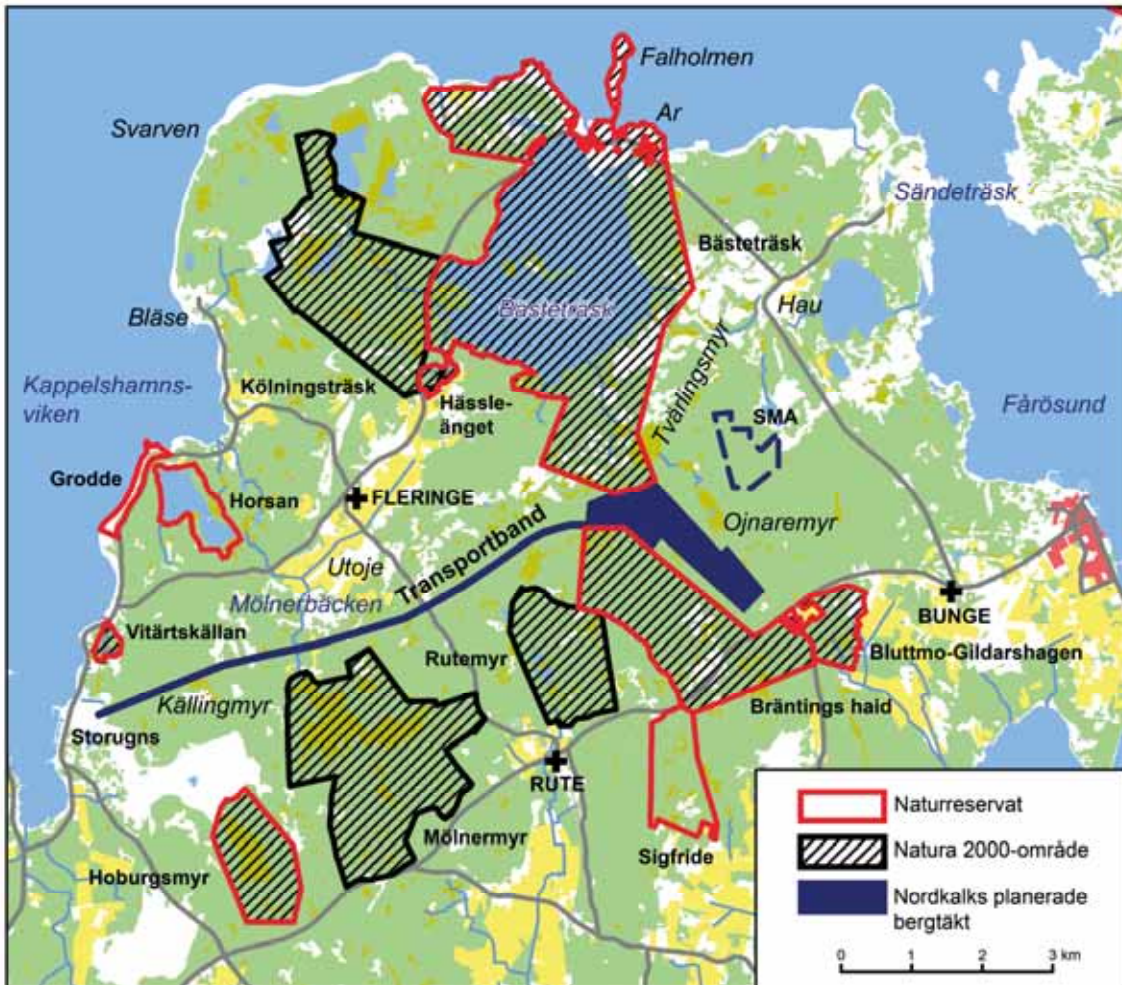 Falholmen
Ar
Svarven
Sändeträsk
Bästeträsk
Bästeträsk
Hau
Bläse
Tvärlingsmyr
Kappelshamns-
viken
Kölningsträsk
Hässle-
änget
SMA
Fårösund
Grodde
Horsan
FLERINGE
Ojnaremyr
Transportband
Utoje
Mölnerbäcken
BUNGE
Vitärtskällan
Rutemyr
Bluttmo-Gildarshagen
Källingmyr
Bräntings haid
Storugns
RUTE
Mölnermyr
Sigfride
Hoburgsmyr
Naturreservat
Natura 2000-område
Nordkalks planerade
bergtäkt
0 1 2 3 km